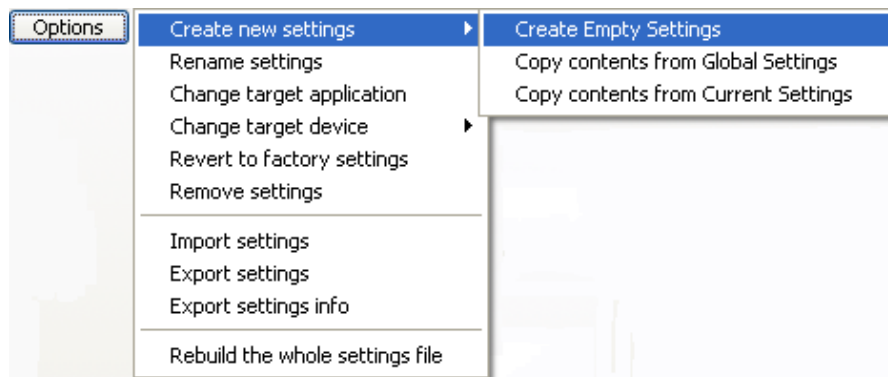 Options
Create new settings
Rename settings
Change target application
Change target device
Revert to factory settings
Remove settings
Import settings
Export settings
Export settings info
Rebuild the whole settings file
Create Empty Settings
Copy contents from Global Settings
Copy contents from Current Settings